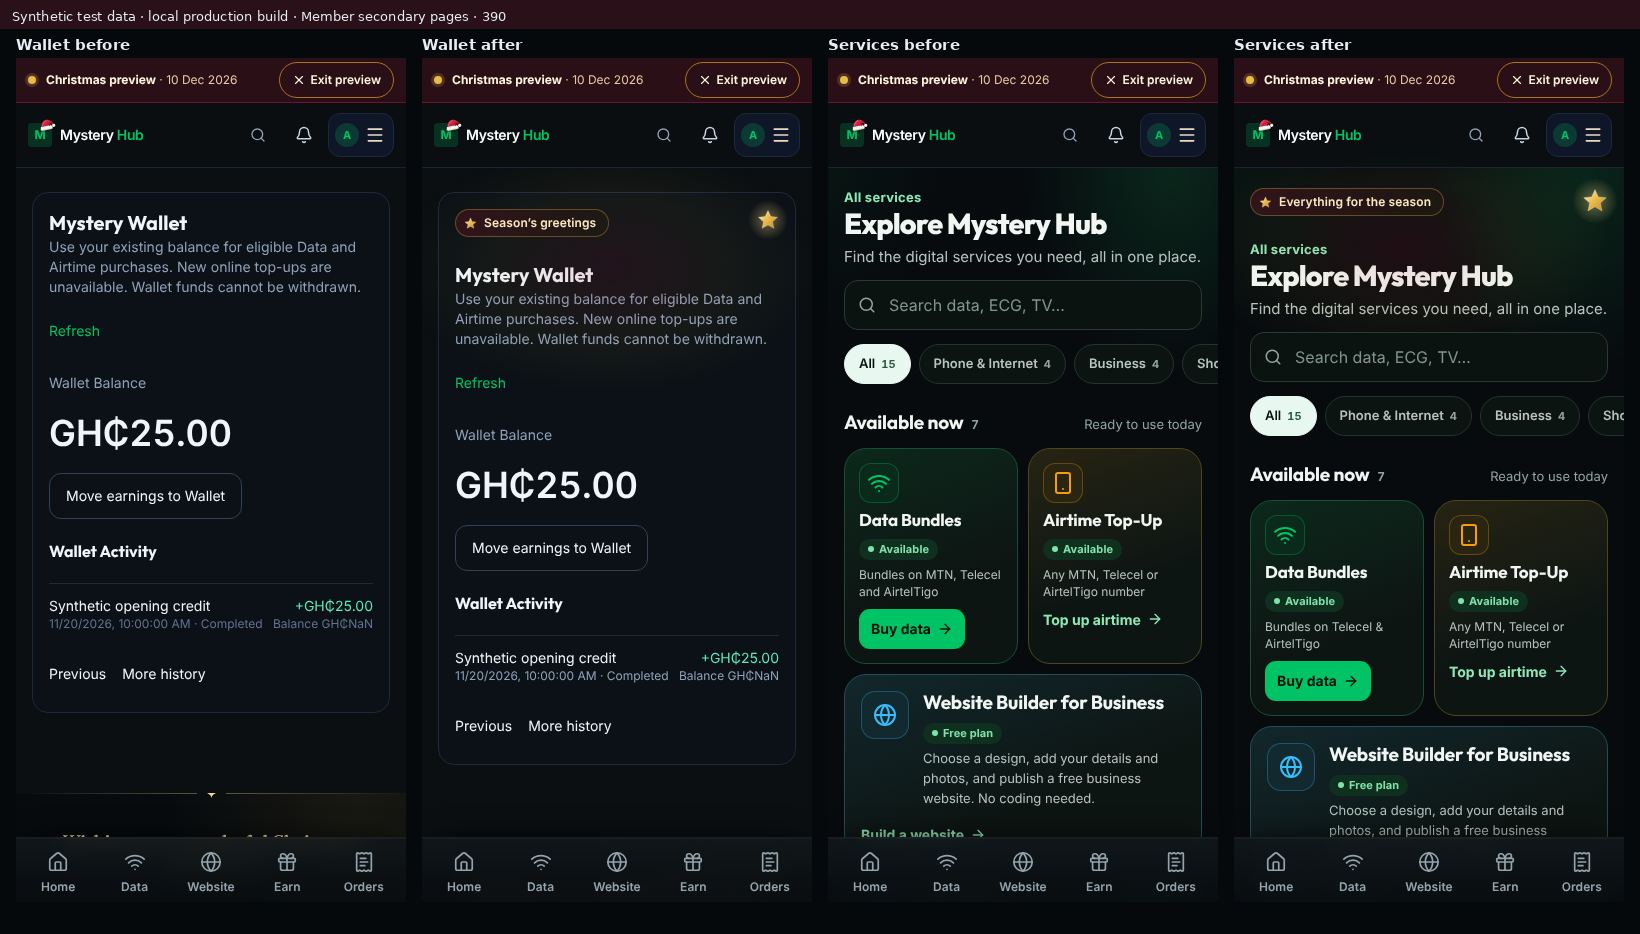 Synthetic test data · local production build · Member secondary pages · 390
Wallet before
Christmas preview · 10 Dec 2026
Exit preview
M
Mystery Hub
A
Mystery Wallet
Use your existing balance for eligible Data and
Airtime purchases. New online top-ups are
unavailable. Wallet funds cannot be withdrawn.
Refresh
Wallet Balance
GH₵25.00
Move earnings to Wallet
Wallet Activity
Synthetic opening credit +GH₵25.00
11/20/2026, 10:00:00 AM · Completed Balance GH₵NaN
Previous More history
Home Data Website Earn Orders
Wallet after
Christmas preview · 10 Dec 2026
Exit preview
M
Mystery Hub
A
Season's greetings
Mystery Wallet
Use your existing balance for eligible Data and
Airtime purchases. New online top-ups are
unavailable. Wallet funds cannot be withdrawn.
Refresh
Wallet Balance
GH₵25.00
Move earnings to Wallet
Wallet Activity
Synthetic opening credit +GH₵25.00
11/20/2026, 10:00:00 AM · Completed Balance GH₵NaN
Previous More history
Home Data Website Earn Orders
Services before
Christmas preview · 10 Dec 2026
Exit preview
M
Mystery Hub
A
All services
Explore Mystery Hub
Find the digital services you need, all in one place.
Search data, ECG, TV...
All 15 Phone & Internet 4 Business 4 Sho
Available now 7 Ready to use today
Data Bundles
Available
Bundles on MTN, Telecel
and AirtelTigo
Buy data →
Airtime Top-Up
Available
Any MTN, Telecel or
AirtelTigo number
Top up airtime →
Website Builder for Business
Free plan
Choose a design, add your details and
photos, and publish a free business
website. No coding needed.
Build a website →
Home Data Website Earn Orders
Services after
Christmas preview · 10 Dec 2026
Exit preview
M
Mystery Hub
A
Everything for the season
All services
Explore Mystery Hub
Find the digital services you need, all in one place.
Search data, ECG, TV...
All 15 Phone & Internet 4 Business 4 Sho
Available now 7 Ready to use today
Data Bundles
Available
Bundles on Telecel &
AirtelTigo
Buy data →
Airtime Top-Up
Available
Any MTN, Telecel or
AirtelTigo number
Top up airtime →
Website Builder for Business
Free plan
Choose a design, add your details and
photos, and publish a free business
Home Data Website Earn Orders